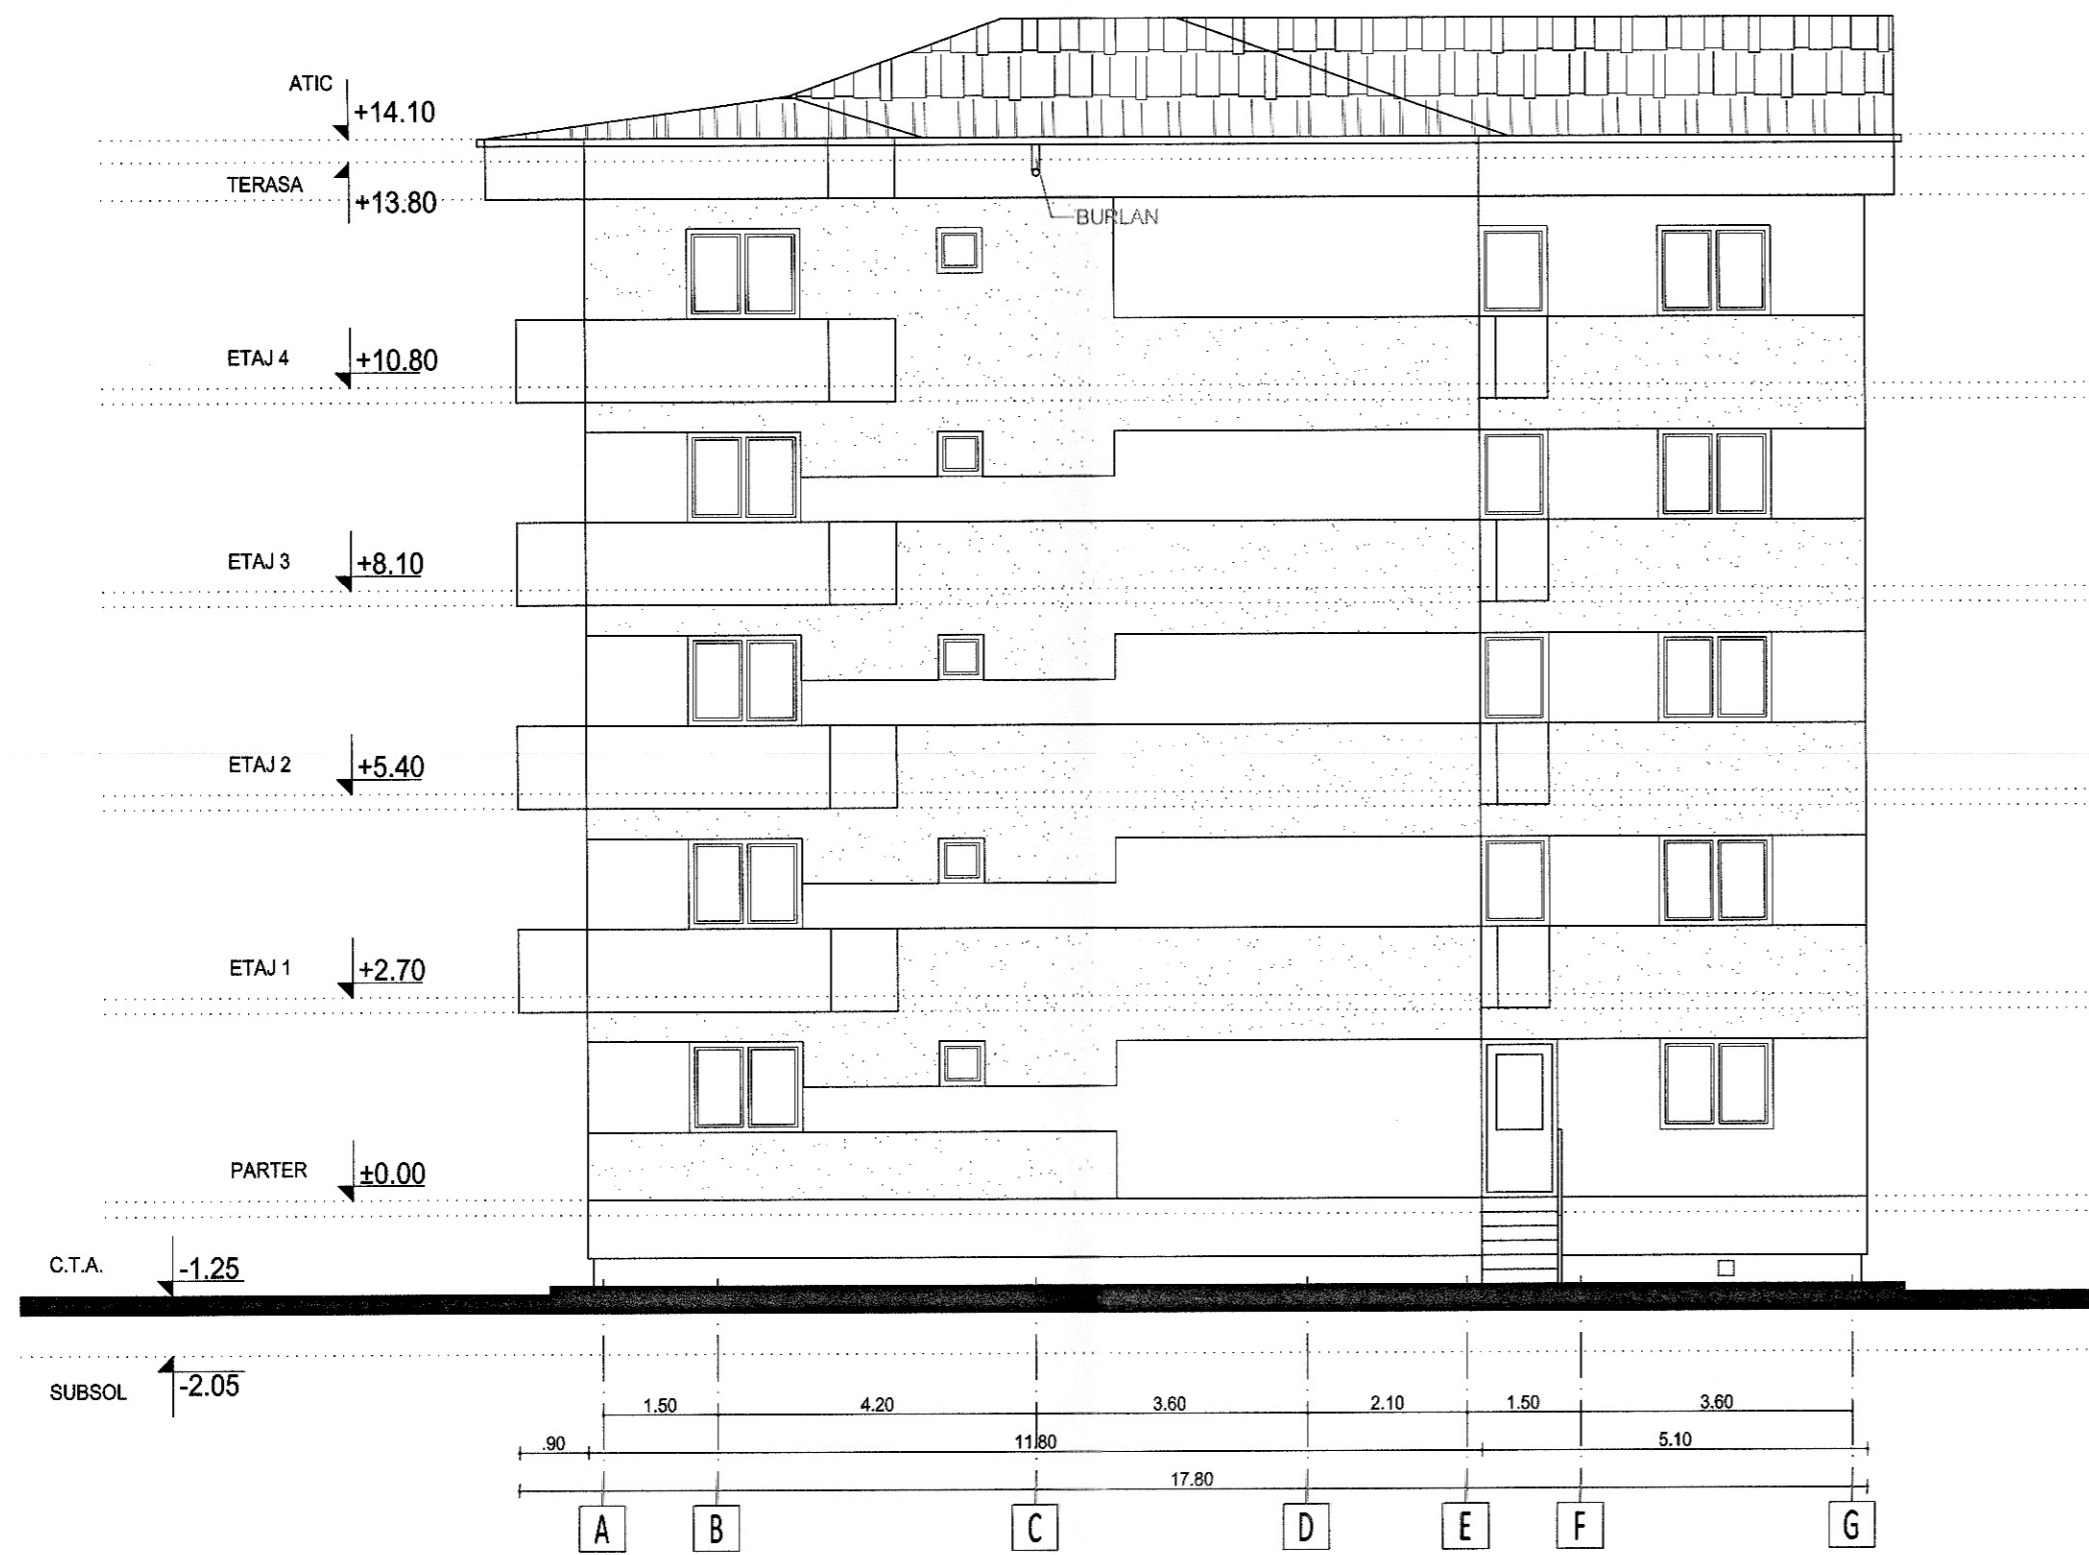 ATIC
+14.10
TERASA
+13.80
BURLAN
ETAJ 4
+10.80
ETAJ 3
+8.10
ETAJ 2
+5.40
ETAJ 1
+2.70
PARTER
±0.00
C.T.A.
-1.25
SUBSOL
-2.05
1.50 4.20 3.60 2.10 1.50 3.60
.90 11.80 5.10
17.80
A B C D E F G